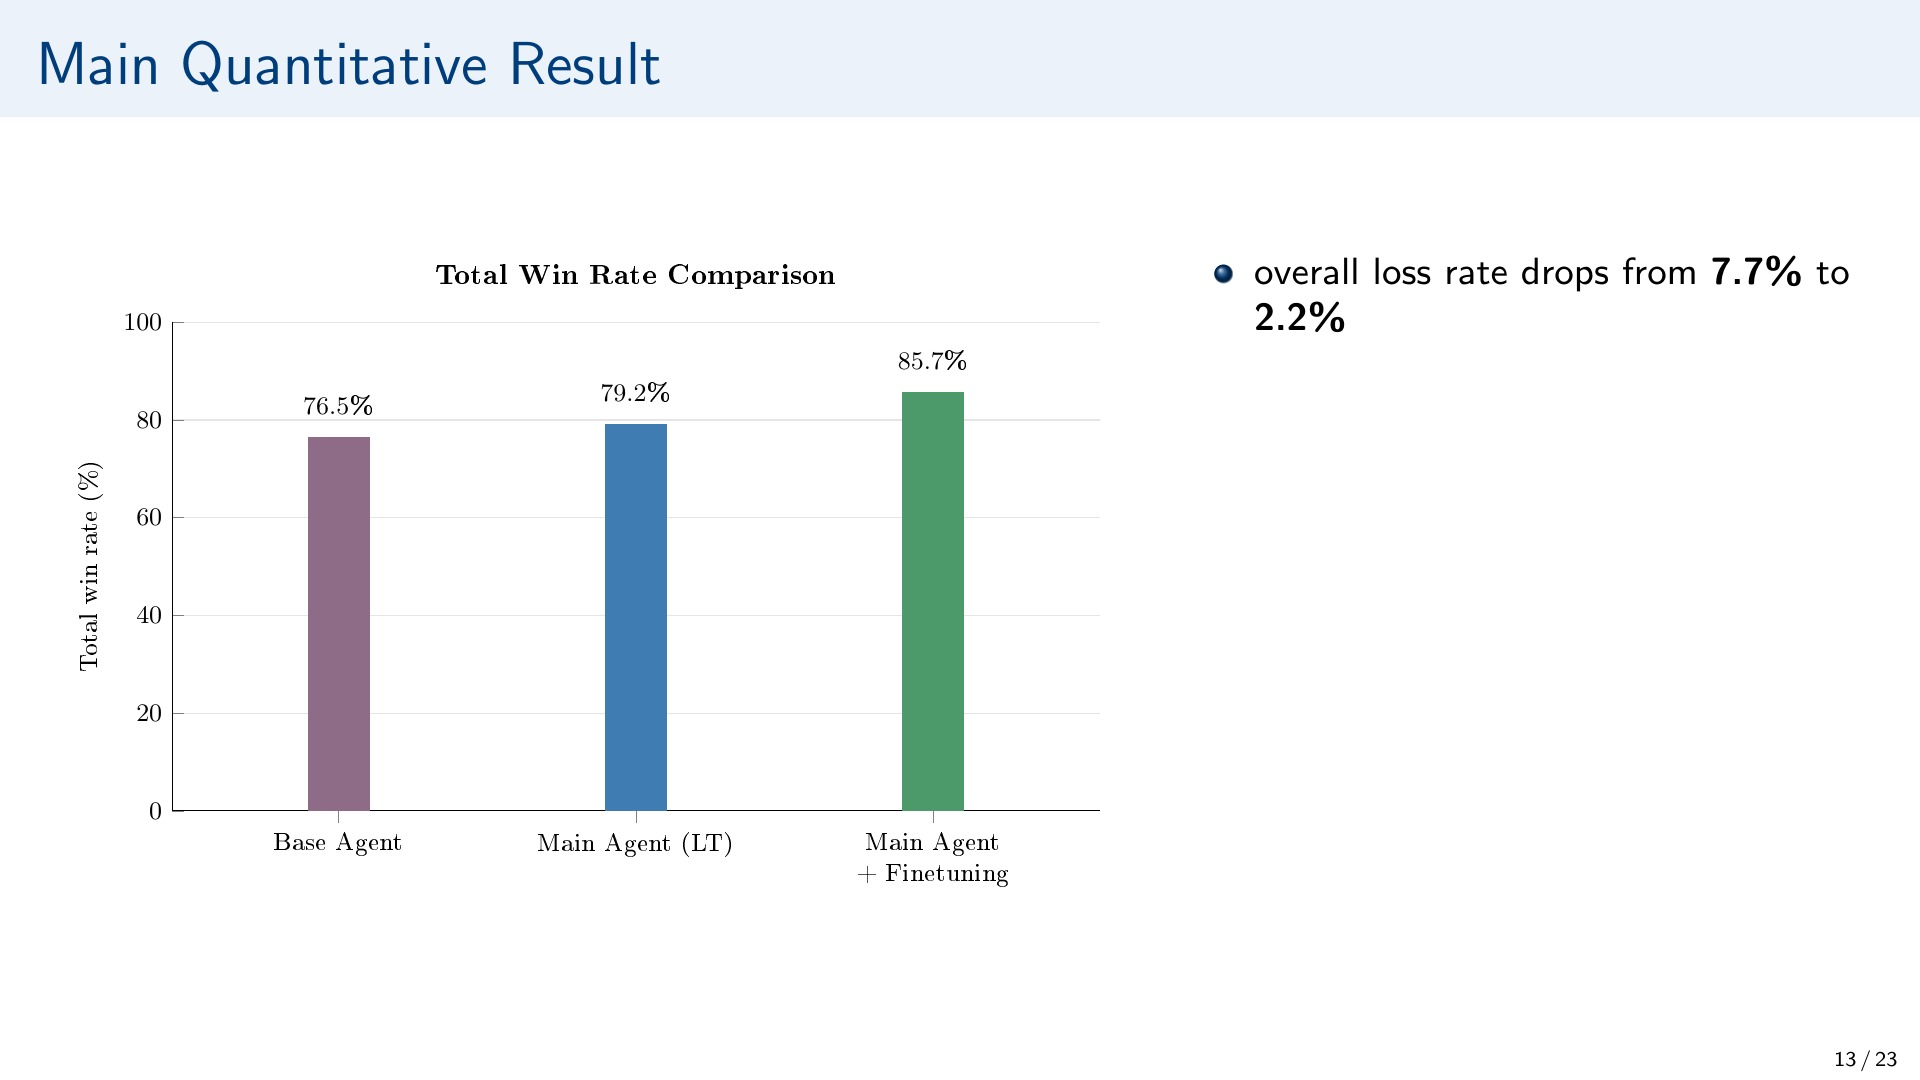 Main Quantitative Result
Total Win Rate Comparison
Total win rate (%)
100
80
60
40
20
0
76.5%
79.2%
85.7%
Base Agent
Main Agent (LT)
Main Agent
+ Finetuning
overall loss rate drops from 7.7% to
2.2%
13 / 23